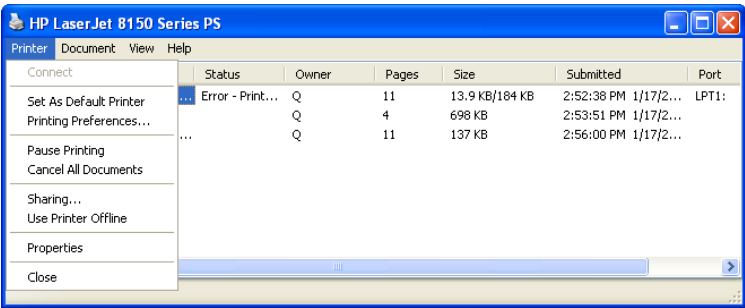 HP LaserJet 8150 Series PS
Printer Document View Help
Connect
Status Owner Pages Size Submitted Port
Set As Default Printer
... Error - Print... Q 11 13.9 KB/184 KB 2:52:38 PM 1/17/2... LPT1:
Printing Preferences...
Q 4 698 KB 2:53:51 PM 1/17/2...
... Q 11 137 KB 2:56:00 PM 1/17/2...
Pause Printing
Cancel All Documents
Sharing...
Use Printer Offline
Properties
Close